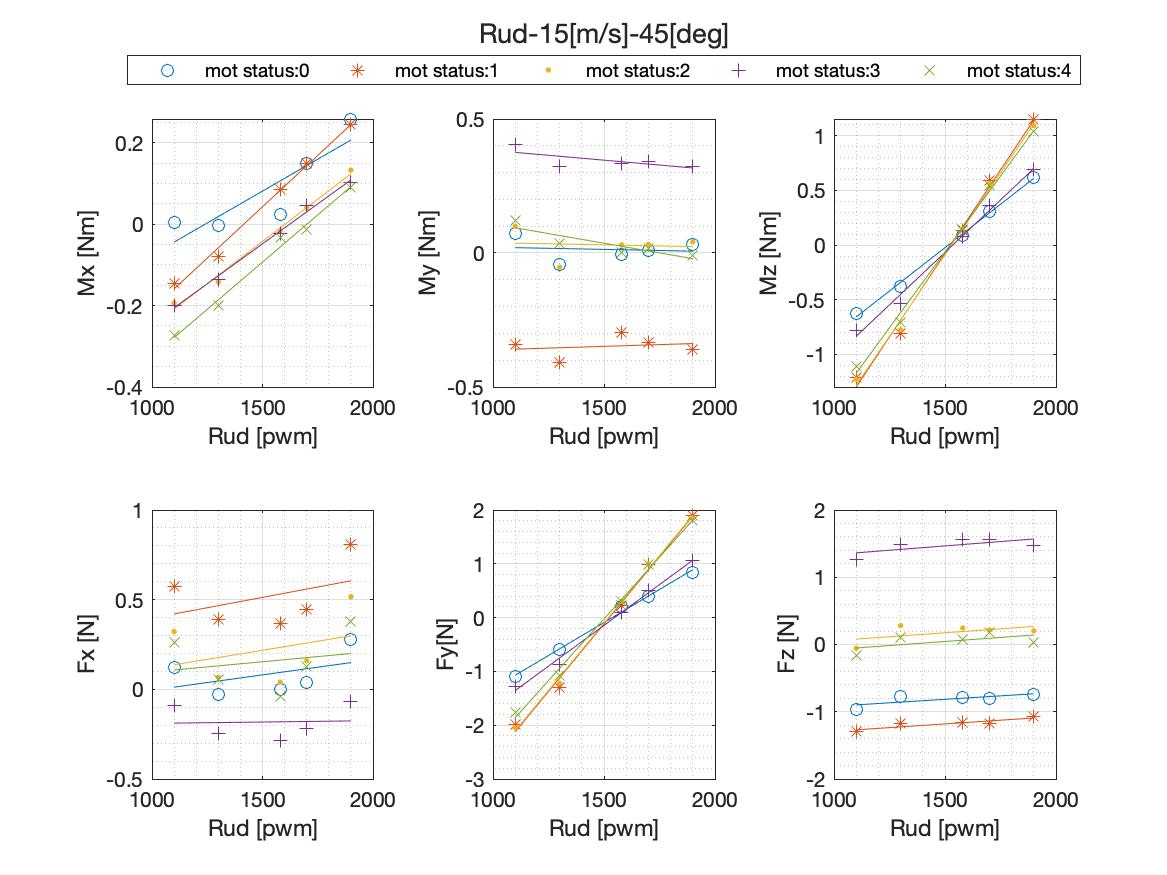 Rud-15[m/s]-45[deg]
mot status:0 mot status:1 mot status:2 mot status:3 mot status:4
0.2
0
-0.2
-0.4
Mx [Nm]
1000 1500 2000
Rud [pwm]
0.5
0
-0.5
My [Nm]
1000 1500 2000
Rud [pwm]
1
0.5
0
-0.5
-1
Mz [Nm]
1000 1500 2000
Rud [pwm]
1
0.5
0
-0.5
Fx [N]
1000 1500 2000
Rud [pwm]
2
1
0
-1
-2
-3
Fy[N]
1000 1500 2000
Rud [pwm]
2
1
0
-1
-2
Fz [N]
1000 1500 2000
Rud [pwm]